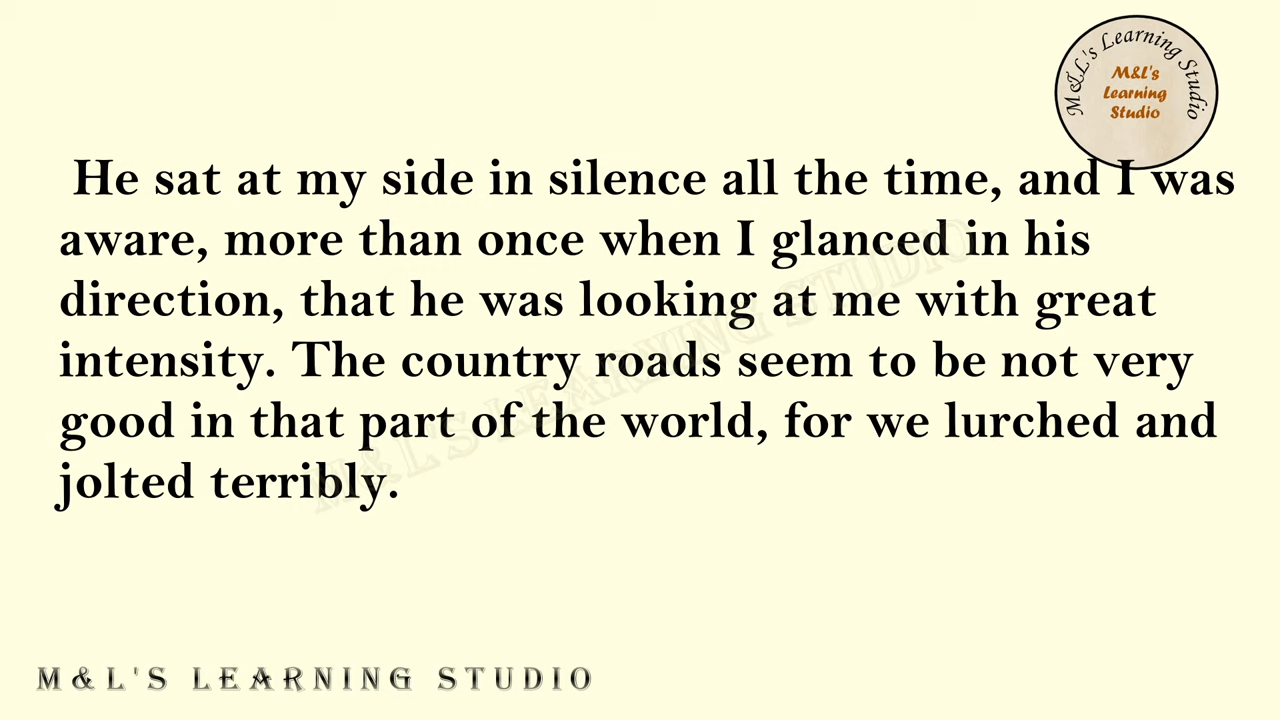 M&L's Learning Studio
M&L's
Learning
Studio
He sat at my side in silence all the time, and I was
aware, more than once when I glanced in his
direction, that he was looking at me with great
intensity. The country roads seem to be not very
good in that part of the world, for we lurched and
jolted terribly.
M&L'S LEARNING STUDIO
M&L'S LEARNING STUDIO